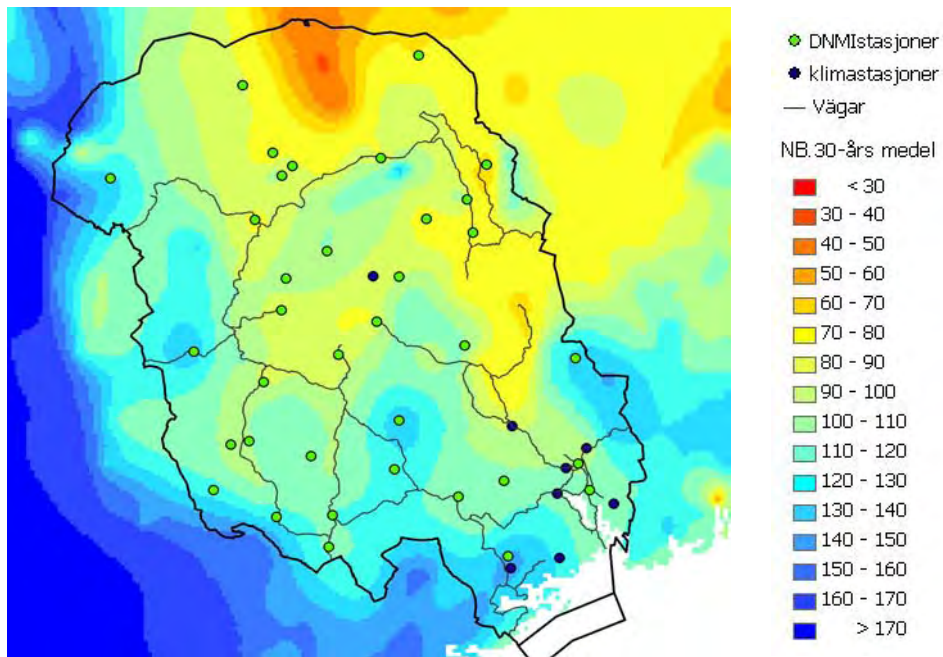 DNMIstasjoner
klimastasjoner
Vägar
NB.30-års medel
< 30
30 - 40
40 - 50
50 - 60
60 - 70
70 - 80
80 - 90
90 - 100
100 - 110
110 - 120
120 - 130
130 - 140
140 - 150
150 - 160
160 - 170
> 170